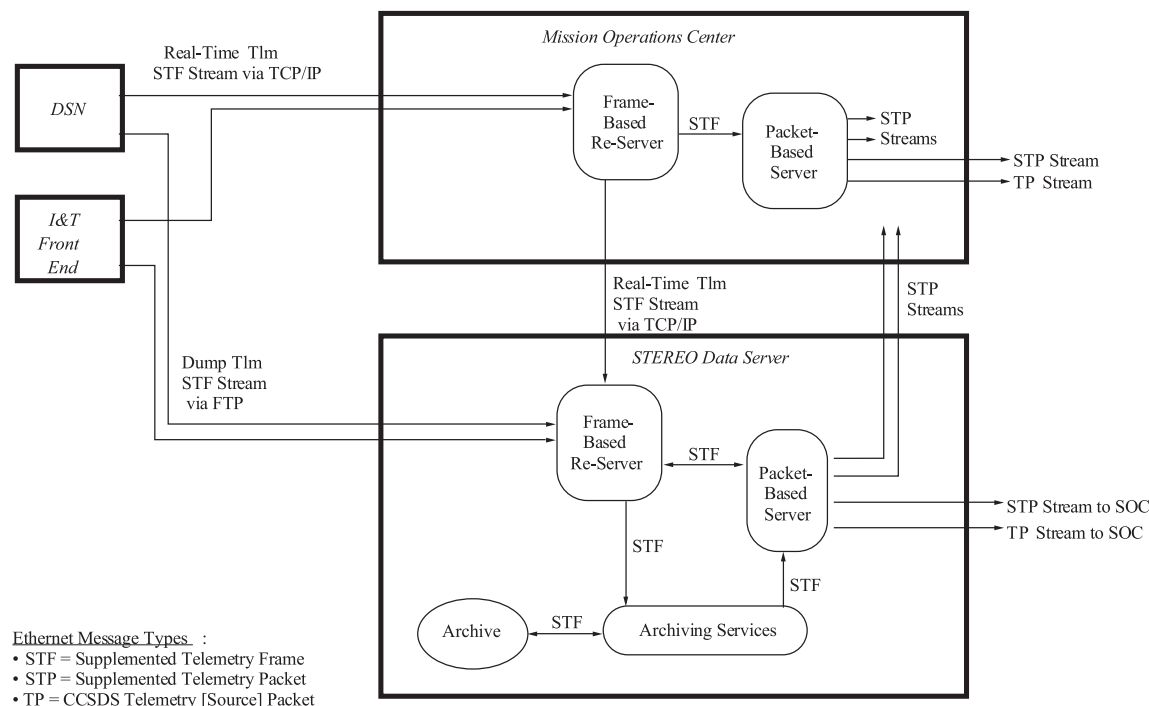 Mission Operations Center
Real-Time Tlm
STF Stream via TCP/IP
DSN
Frame-
Based
Re-Server
STF
Packet-
Based
Server
STP
Streams
STP Stream
TP Stream
I&T
Front
End
Real-Time Tlm
STF Stream
via TCP/IP
STP
Streams
STEREO Data Server
Dump Tlm
STF Stream
via FTP
Frame-
Based
Re-Server
STF
Packet-
Based
Server
STP Stream to SOC
TP Stream to SOC
STF
STF
Archive
STF
Archiving Services
Ethernet Message Types :
• STF = Supplemented Telemetry Frame
• STP = Supplemented Telemetry Packet
• TP = CCSDS Telemetry [Source] Packet